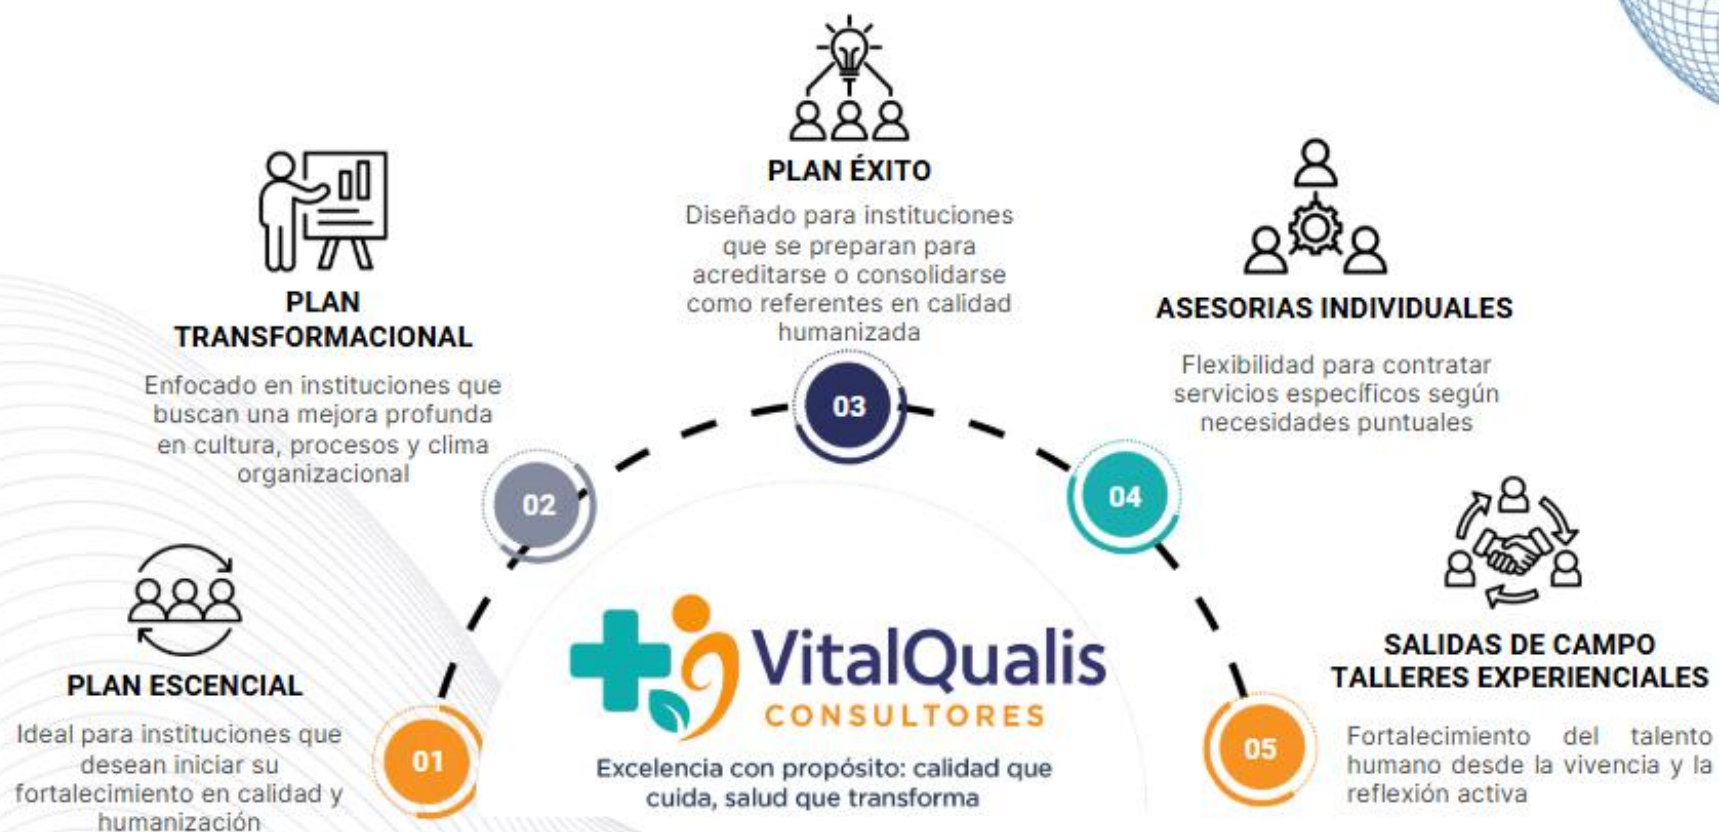 PLAN ESCENCIAL
Ideal para instituciones que
desean iniciar su
fortalecimiento en calidad y
humanización
01
PLAN
TRANSFORMACIONAL
Enfocado en instituciones que
buscan una mejora profunda
en cultura, procesos y clima
organizacional
02
PLAN ÉXITO
Diseñado para instituciones
que se preparan para
acreditarse o consolidarse
como referentes en calidad
humanizada
03
ASESORIAS INDIVIDUALES
Flexibilidad para contratar
servicios específicos según
necesidades puntuales
04
SALIDAS DE CAMPO
TALLERES EXPERIENCIALES
Fortalecimiento del talento
humano desde la vivencia y la
reflexión activa
05
VitalQualis
CONSULTORES
Excelencia con propósito: calidad que
cuida, salud que transforma